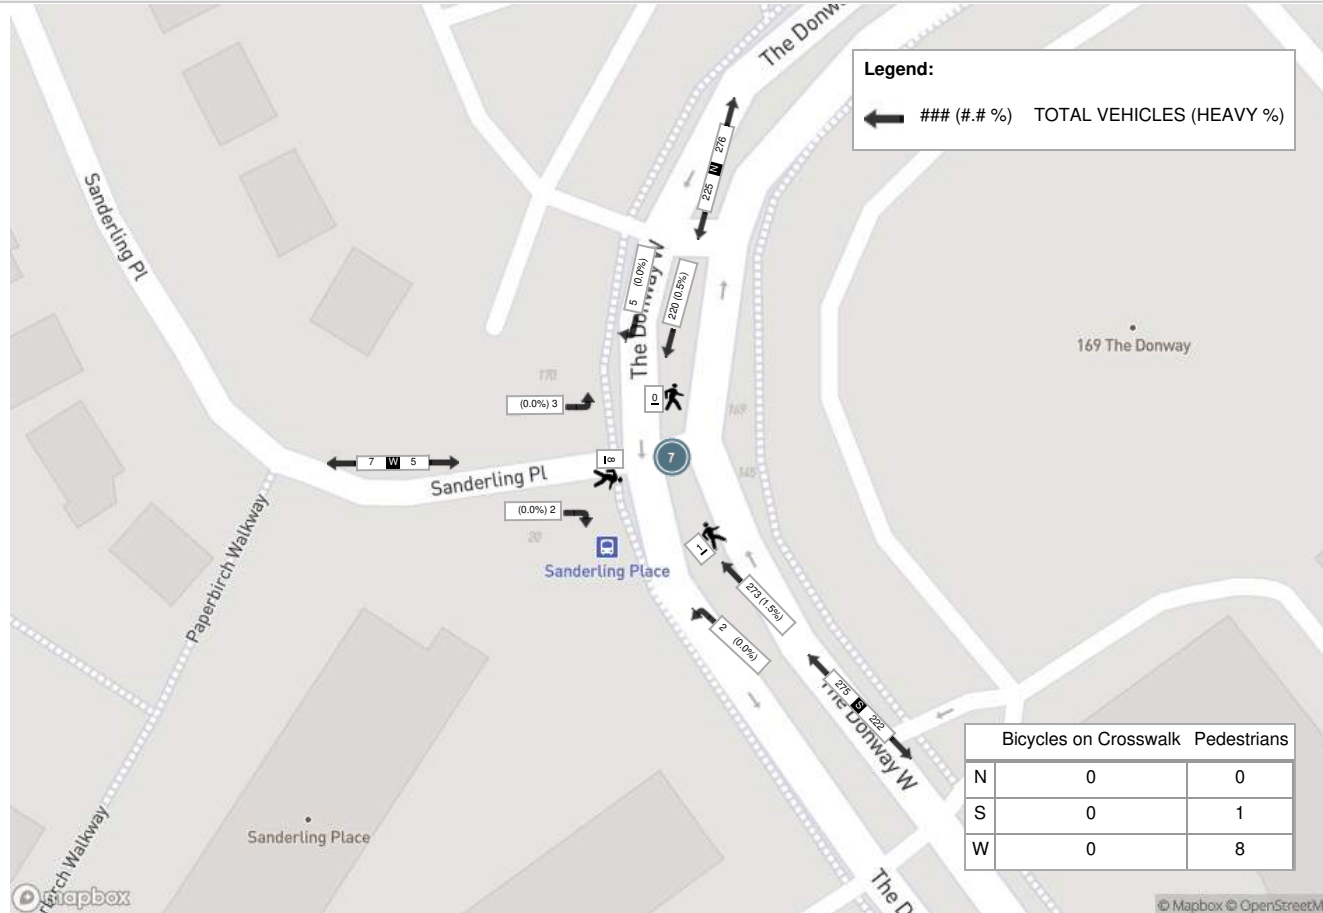 The Donw
Legend:
### (#.# %) TOTAL VEHICLES (HEAVY %)
276
N
225
Sanderling Pl
The Donway W
5 (0.0%)
220 (0.5%)
169 The Donway
170
(0.0%) 3
0
169
7
8
7 W 5
Sanderling Pl
145
(0.0%) 2
20
1
Sanderling Place
Paperbirch Walkway
273 (1.5%)
2 (0.0%)
275 S 222
The Donway W
Bicycles on Crosswalk Pedestrians
N 0 0
S 0 1
W 0 8
Sanderling Place
rbirch Walkway
The D
mapbox
© Mapbox © OpenStreetM